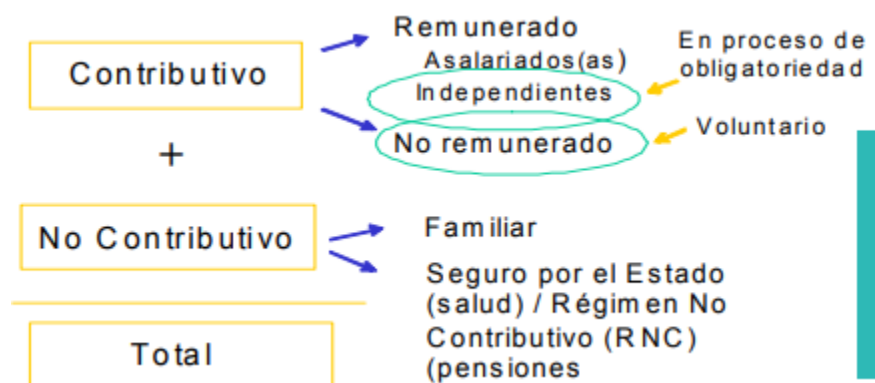 Remunerado
Asalariados(as)
Independientes
No remunerado
En proceso de
obligatoriedad
Voluntario
Contributivo
+
No Contributivo
Familiar
Seguro por el Estado
(salud) / Régimen No
Contributivo (RNC)
(pensiones
Total